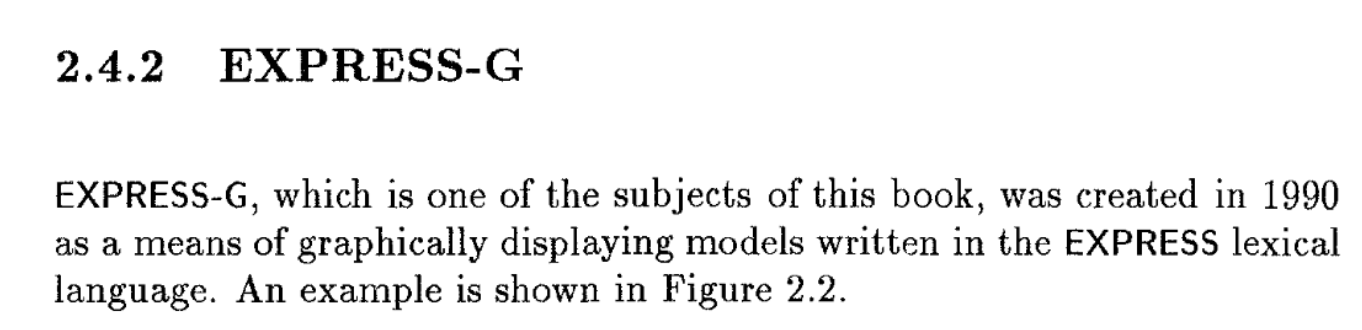 2.4.2 EXPRESS-G
EXPRESS-G, which is one of the subjects of this book, was created in 1990
as a means of graphically displaying models written in the EXPRESS lexical
language. An example is shown in Figure 2.2.